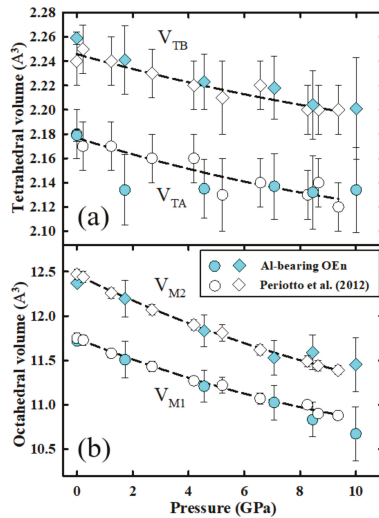 2.28
2.26
2.24
2.22
2.20
2.18
2.16
2.14
2.12
2.10
Tetrahedral volume (Å³)
V_TB
V_TA
(a)
12.5
12.0
11.5
11.0
10.5
Octahedral volume (Å³)
Al-bearing OEn
Periotto et al. (2012)
V_M2
V_M1
(b)
0 2 4 6 8 10
Pressure (GPa)